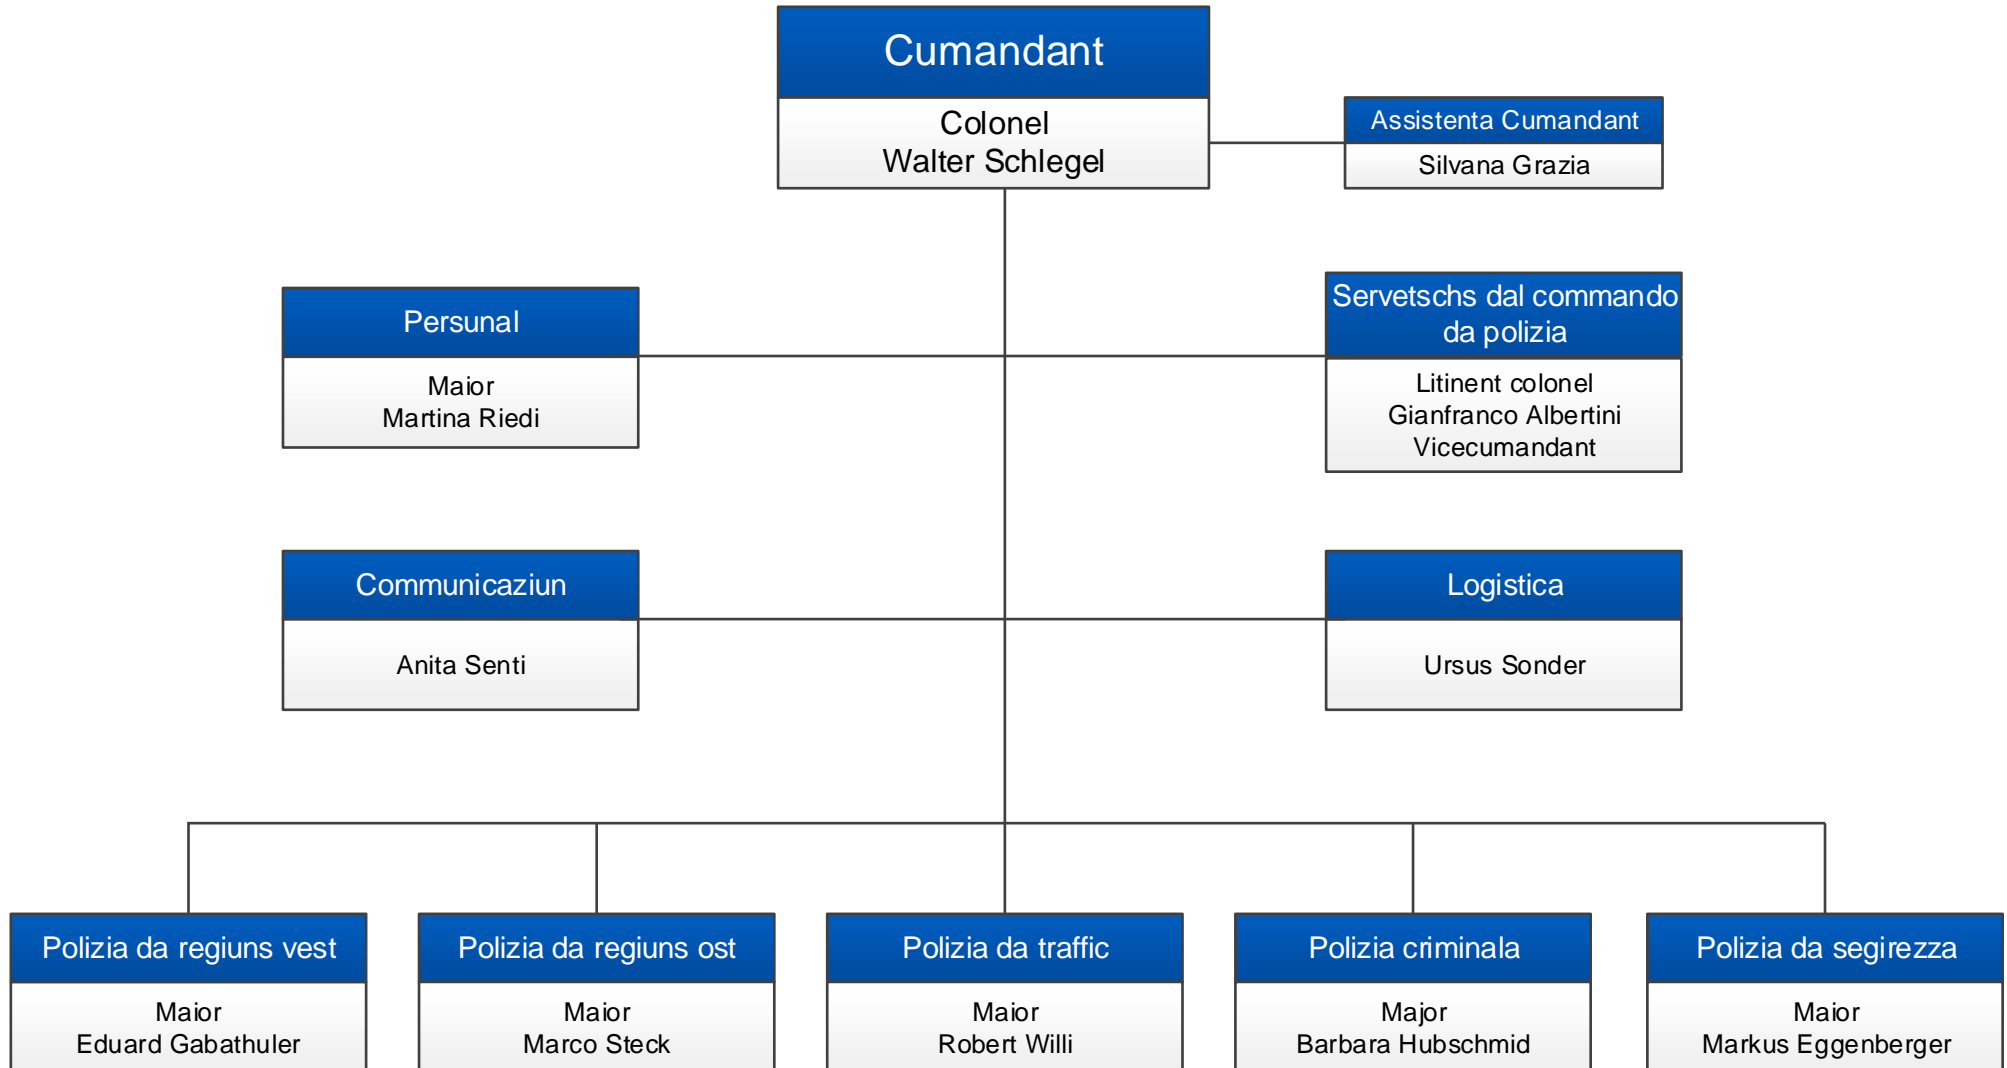 Cumandant
Colonel
Walter Schlegel
Assistenta Cumandant
Silvana Grazia
Persunal
Maior
Martina Riedi
Servetschs dal commando
da polizia
Litinent colonel
Gianfranco Albertini
Vicecumandant
Communicaziun
Anita Senti
Logistica
Ursus Sonder
Polizia da regiuns vest
Maior
Eduard Gabathuler
Polizia da regiuns ost
Maior
Marco Steck
Polizia da traffic
Maior
Robert Willi
Polizia criminala
Major
Barbara Hubschmid
Polizia da segirezza
Maior
Markus Eggenberger